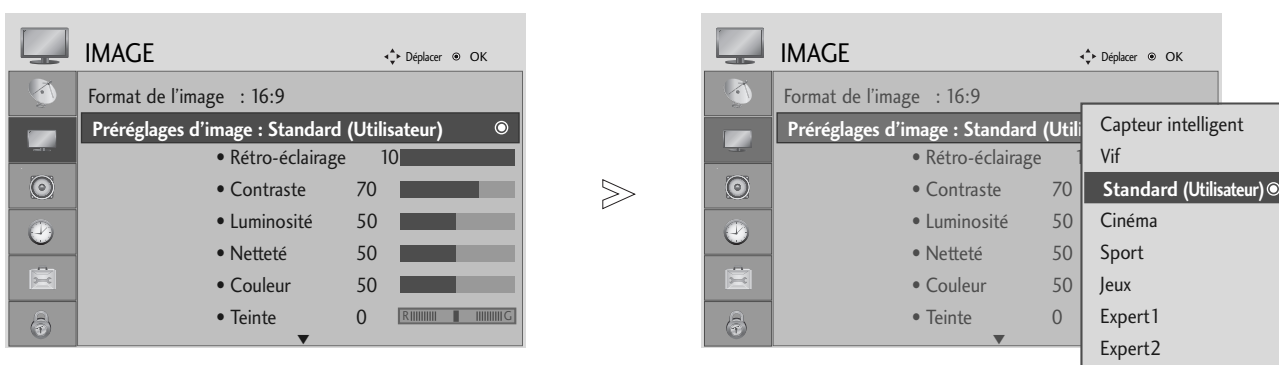 IMAGE
Déplacer OK
Format de l'image : 16:9
Préréglages d'image : Standard (Utilisateur)
• Rétro-éclairage 10
• Contraste 70
• Luminosité 50
• Netteté 50
• Couleur 50
• Teinte 0 R G
IMAGE
Déplacer OK
Format de l'image : 16:9
Préréglages d'image : Standard (Utili
• Rétro-éclairage 1
• Contraste 70
• Luminosité 50
• Netteté 50
• Couleur 50
• Teinte 0
Capteur intelligent
Vif
Standard (Utilisateur)
Cinéma
Sport
Jeux
Expert1
Expert2